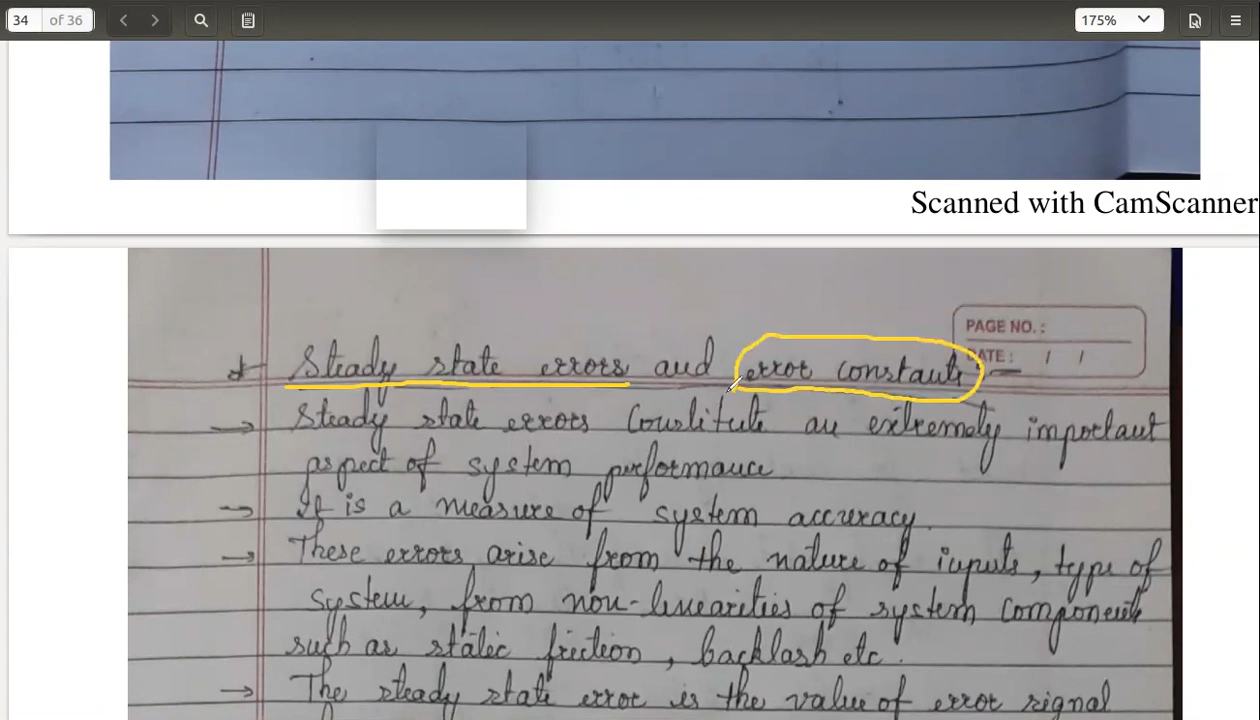 34 of 36
175%
Scanned with CamScanner
PAGE NO.:
DATE: / /
* Steady state errors and error constants
→ Steady state errors Constitute an extremely important
aspect of system performance
→ It is a measure of system accuracy.
→ These errors arise from the nature of inputs, type of
system, from non-linearities of system components
such as static friction, backlash etc.
→ The steady state error is the value of error signal